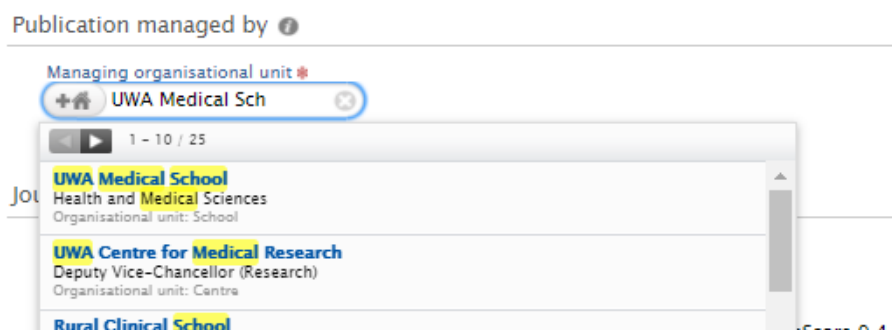 Publication managed by
Managing organisational unit *
UWA Medical Sch
1 - 10 / 25
UWA Medical School
Health and Medical Sciences
Organisational unit: School
UWA Centre for Medical Research
Deputy Vice-Chancellor (Research)
Organisational unit: Centre
Rural Clinical School